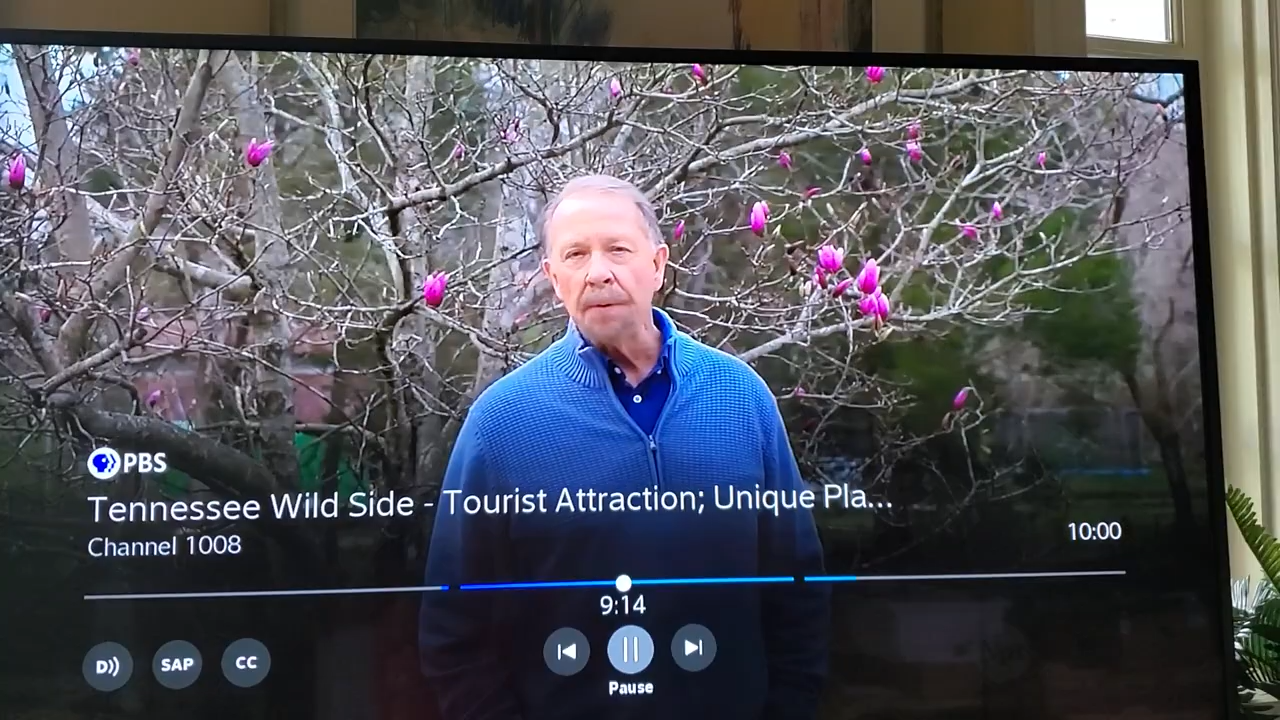 PBS
Tennessee Wild Side - Tourist Attraction; Unique Pla...
Channel 1008
10:00
9:14
D))
SAP
CC
Pause